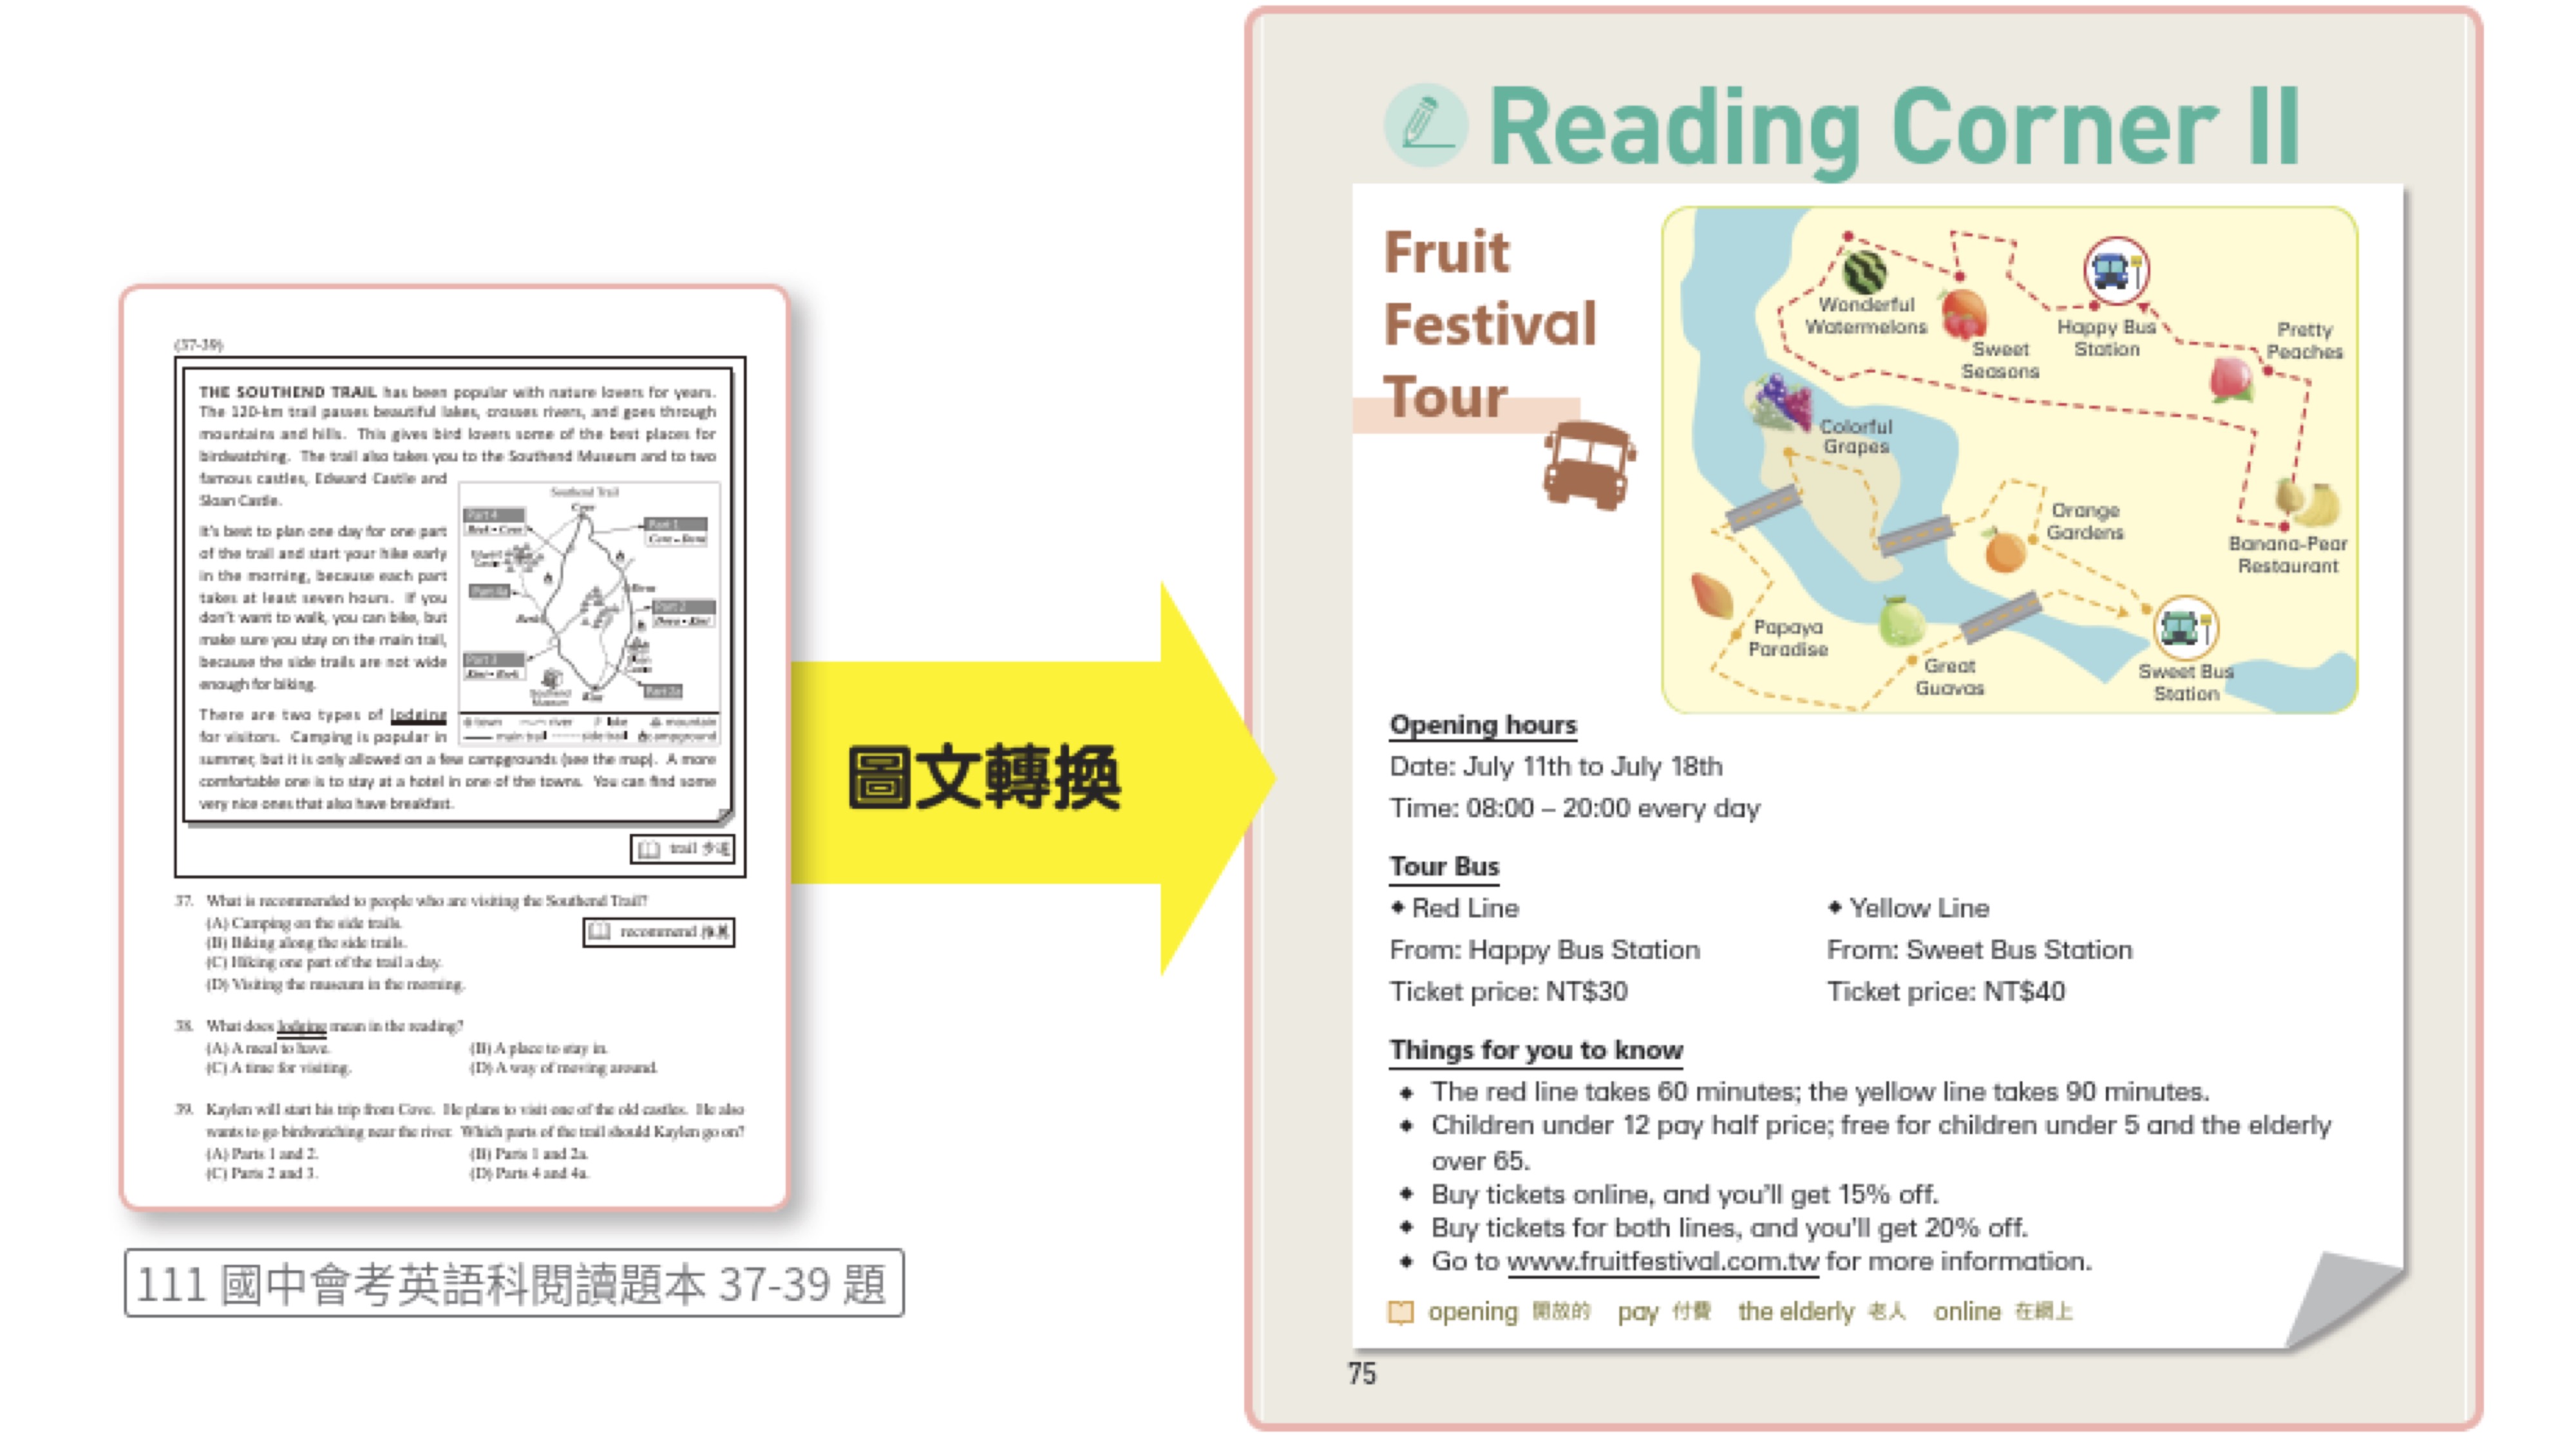 (37-39)
THE SOUTHEND TRAIL has been popular with nature lovers for years.
The 120-km trail passes beautiful lakes, crosses rivers, and goes through
mountains and hills. This gives bird lovers some of the best places for
birdwatching. The trail also takes you to the Southend Museum and to two
famous castles, Edward Castle and
Sloan Castle.
It's best to plan one day for one part
of the trail and start your hike early
in the morning, because each part
takes at least seven hours. If you
don't want to walk, you can bike, but
make sure you stay on the main trail,
because the side trails are not wide
enough for biking.
There are two types of lodging
for visitors. Camping is popular in
summer, but it is only allowed on a few campgrounds (see the map). A more
comfortable one is to stay at a hotel in one of the towns. You can find some
very nice ones that also have breakfast.
Southend Trail
Part 4
Part 1
Part 2
Part 3
Southend
Museum
town
river
lake
mountain
main trail
side trail
campground
trail 步道
37. What is recommended to people who are visiting the Southend Trail?
(A) Camping on the side trails.
(B) Biking along the side trails.
(C) Hiking one part of the trail a day.
(D) Visiting the museum in the morning.
recommend 推薦
38. What does lodging mean in the reading?
(A) A meal to have.
(B) A place to stay in.
(C) A time for visiting.
(D) A way of moving around.
39. Kaylen will start his trip from Cove. He plans to visit one of the old castles. He also
wants to go birdwatching near the river. Which parts of the trail should Kaylen go on?
(A) Parts 1 and 2.
(B) Parts 1 and 2a.
(C) Parts 2 and 3.
(D) Parts 4 and 4a.
111 國中會考英語科閱讀題本 37-39 題
圖文轉換
Reading Corner II
Fruit
Festival
Tour
Wonderful
Watermelons
Sweet
Seasons
Happy Bus
Station
Pretty
Peaches
Colorful
Grapes
Orange
Gardens
Banana-Pear
Restaurant
Papaya
Paradise
Great
Guavas
Sweet Bus
Station
Opening hours
Date: July 11th to July 18th
Time: 08:00 – 20:00 every day
Tour Bus
◆ Red Line
From: Happy Bus Station
Ticket price: NT$30
◆ Yellow Line
From: Sweet Bus Station
Ticket price: NT$40
Things for you to know
◆ The red line takes 60 minutes; the yellow line takes 90 minutes.
◆ Children under 12 pay half price; free for children under 5 and the elderly
over 65.
◆ Buy tickets online, and you'll get 15% off.
◆ Buy tickets for both lines, and you'll get 20% off.
◆ Go to www.fruitfestival.com.tw for more information.
opening 開放的 pay 付費 the elderly 老人 online 在網上
75